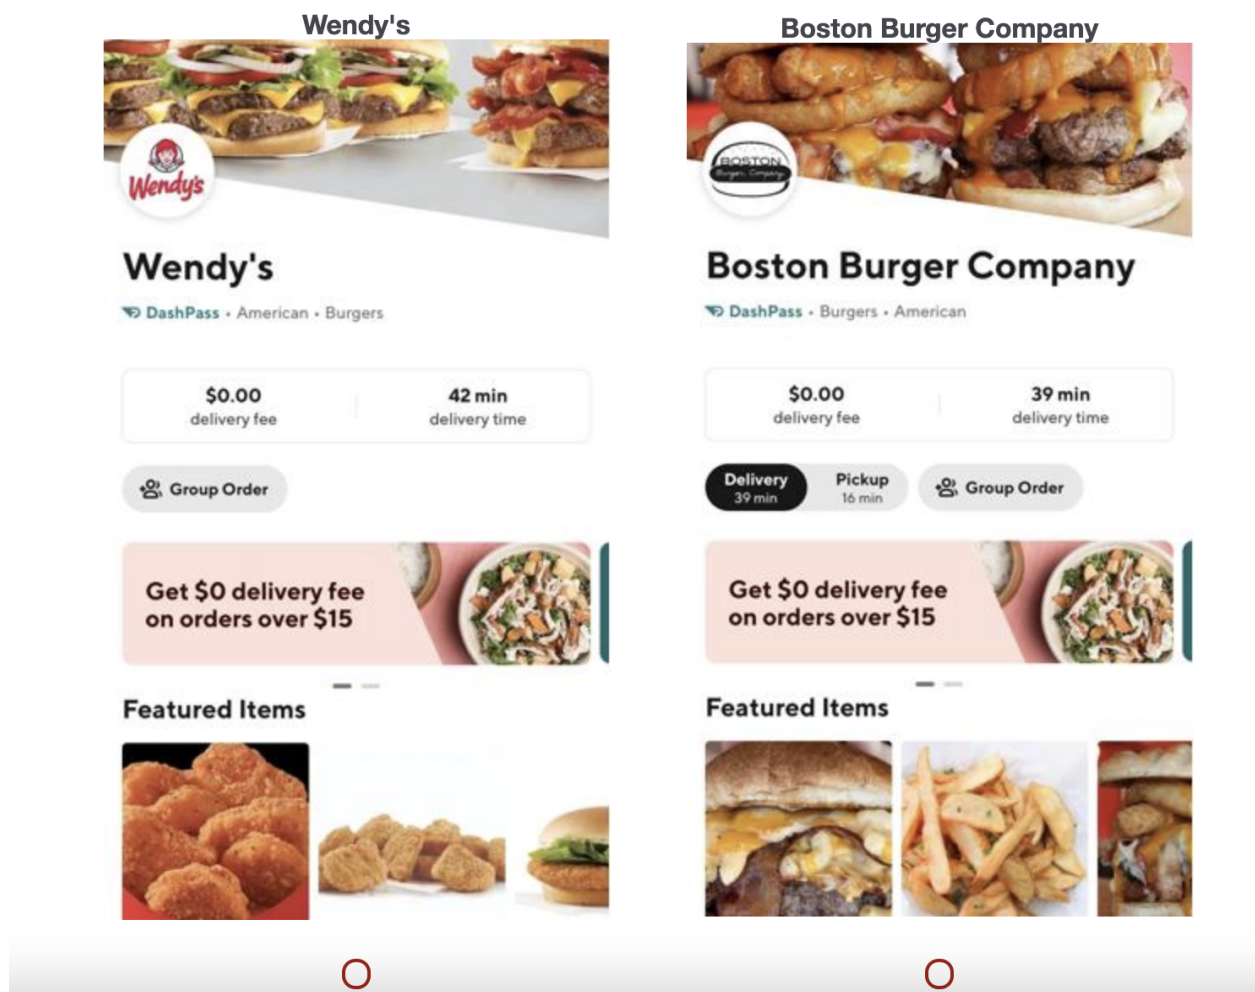 Wendy's
Wendy's
Wendy's
DashPass • American • Burgers
$0.00
delivery fee
42 min
delivery time
Group Order
Get $0 delivery fee
on orders over $15
Featured Items
Boston Burger Company
BOSTON
Burger Company
Boston Burger Company
DashPass • Burgers • American
$0.00
delivery fee
39 min
delivery time
Delivery
39 min
Pickup
16 min
Group Order
Get $0 delivery fee
on orders over $15
Featured Items